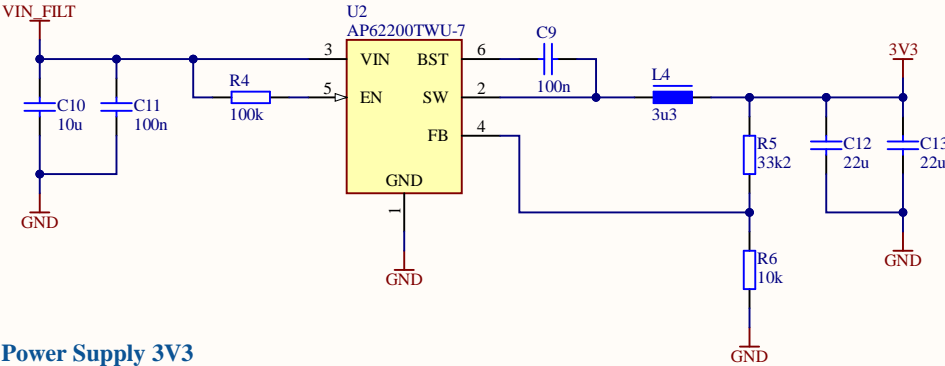 VIN_FILT
U2
AP62200TWU-7
C9
100n
3 VIN BST 6
R4
100k
5 EN SW 2
L4
3u3
3V3
C10
10u
C11
100n
FB 4
R5
33k2
C12
22u
C13
22u
GND
1
GND
GND
GND
R6
10k
GND
Power Supply 3V3